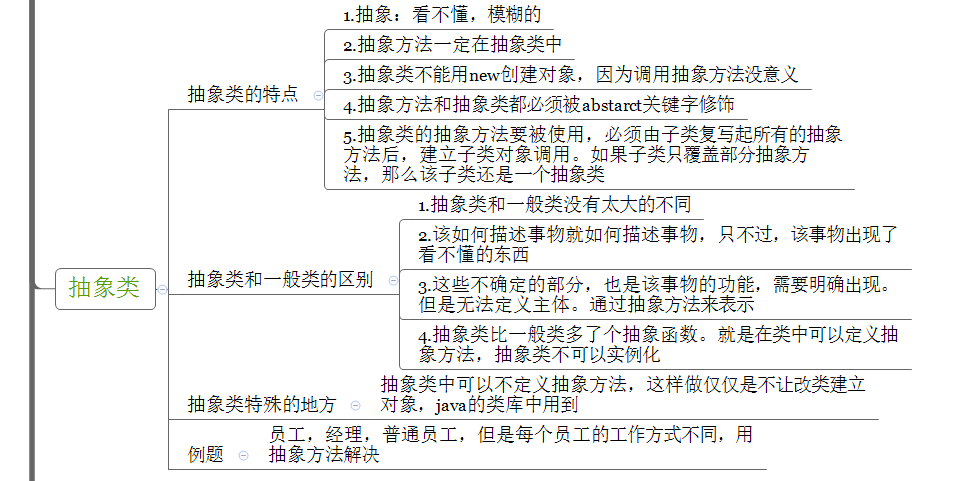 抽象类
抽象类的特点
1.抽象：看不懂，模糊的
2.抽象方法一定在抽象类中
3.抽象类不能用new创建对象，因为调用抽象方法没意义
4.抽象方法和抽象类都必须被abstarct关键字修饰
5.抽象类的抽象方法要被使用，必须由子类复写起所有的抽象
方法后，建立子类对象调用。如果子类只覆盖部分抽象方
法，那么该子类还是一个抽象类
抽象类和一般类的区别
1.抽象类和一般类没有太大的不同
2.该如何描述事物就如何描述事物，只不过，该事物出现了
看不懂的东西
3.这些不确定的部分，也是该事物的功能，需要明确出现。
但是无法定义主体。通过抽象方法来表示
4.抽象类比一般类多了个抽象函数。就是在类中可以定义抽
象方法，抽象类不可以实例化
抽象类特殊的地方
抽象类中可以不定义抽象方法，这样做仅仅是不让改类建立
对象，java的类库中用到
例题
员工，经理，普通员工，但是每个员工的工作方式不同，用
抽象方法解决